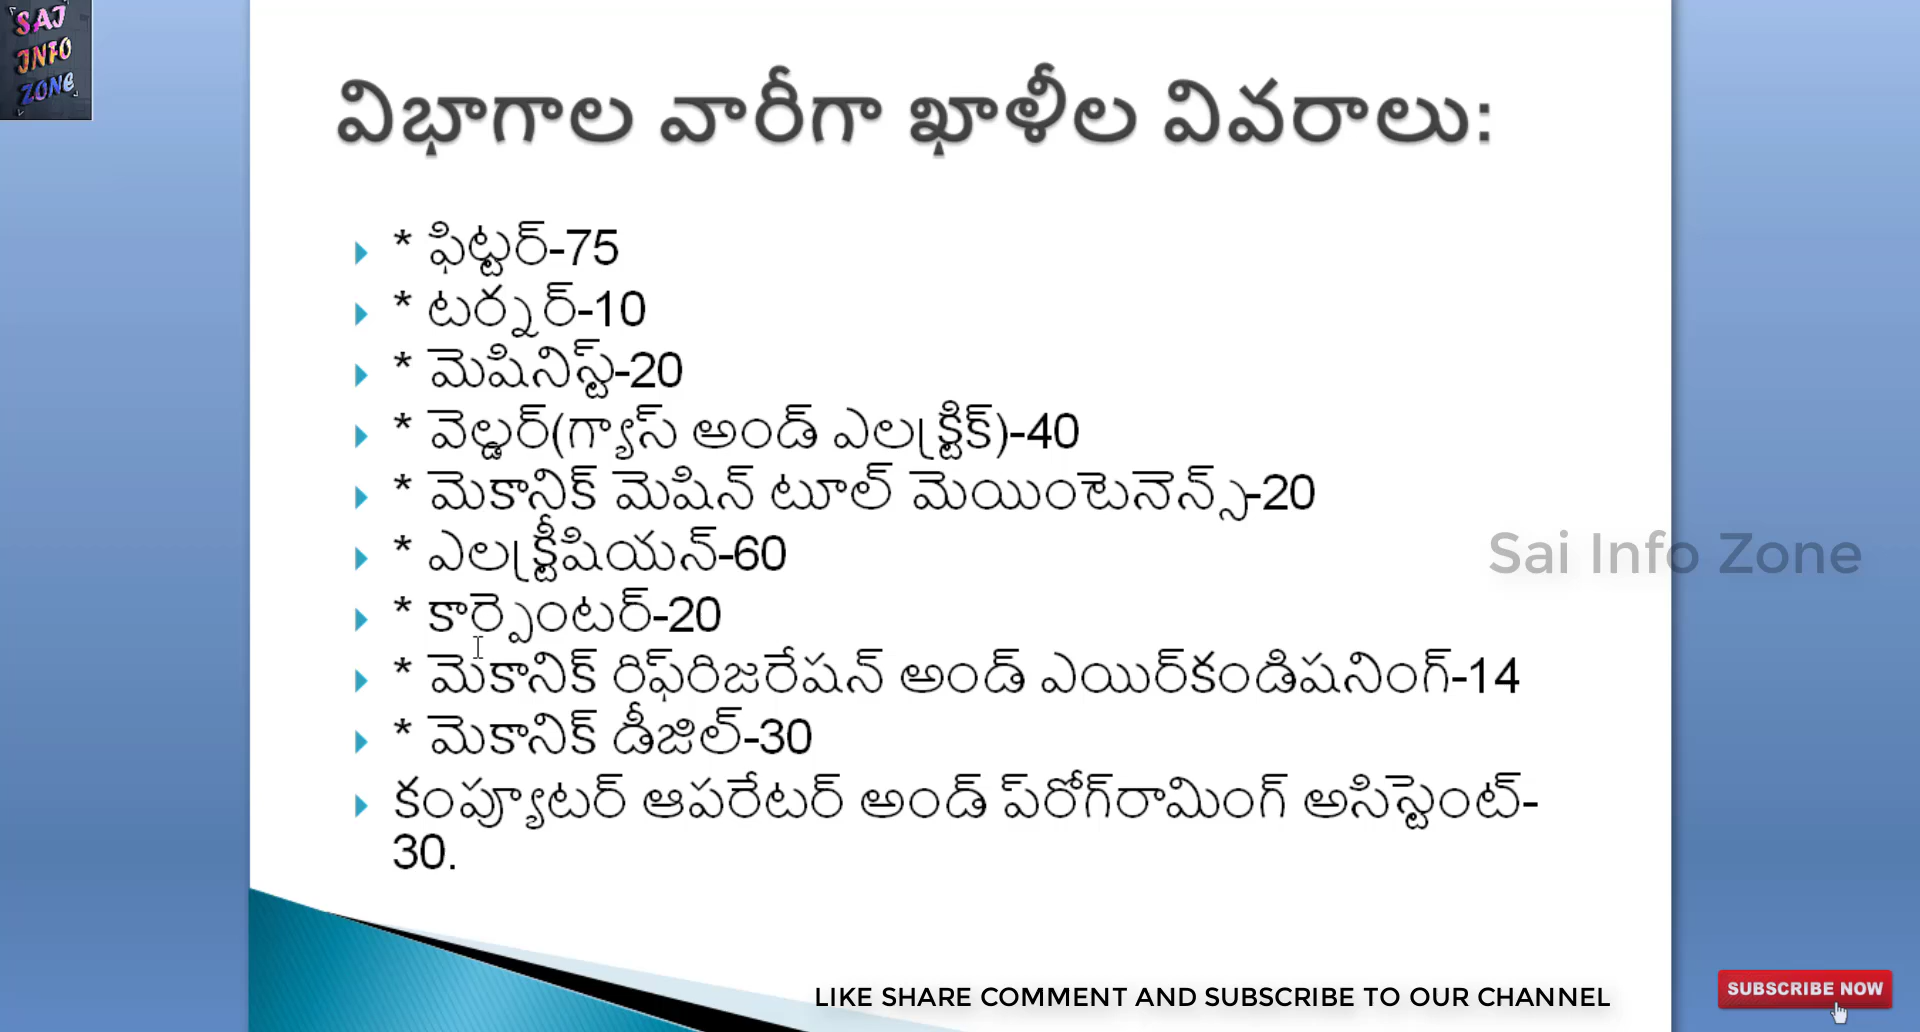 SAI
INFO
ZONE
విభాగాల వారీగా ఖాళీల వివరాలు:
* ఫిట్టర్-75
* టర్నర్-10
* మెషినిస్ట్-20
* వెల్డర్(గ్యాస్ అండ్ ఎలక్ట్రిక్)-40
* మెకానిక్ మెషిన్ టూల్ మెయింటెనెన్స్-20
* ఎలక్ట్రీషియన్-60
* కార్పెంటర్-20
* మెకానిక్ రిఫ్‌రిజరేషన్ అండ్ ఎయిర్‌కండిషనింగ్-14
* మెకానిక్ డీజిల్-30
కంప్యూటర్ ఆపరేటర్ అండ్ ప్‌రోగ్‌రామింగ్ అసిస్టెంట్-
30.
Sai Info Zone
LIKE SHARE COMMENT AND SUBSCRIBE TO OUR CHANNEL
SUBSCRIBE NOW